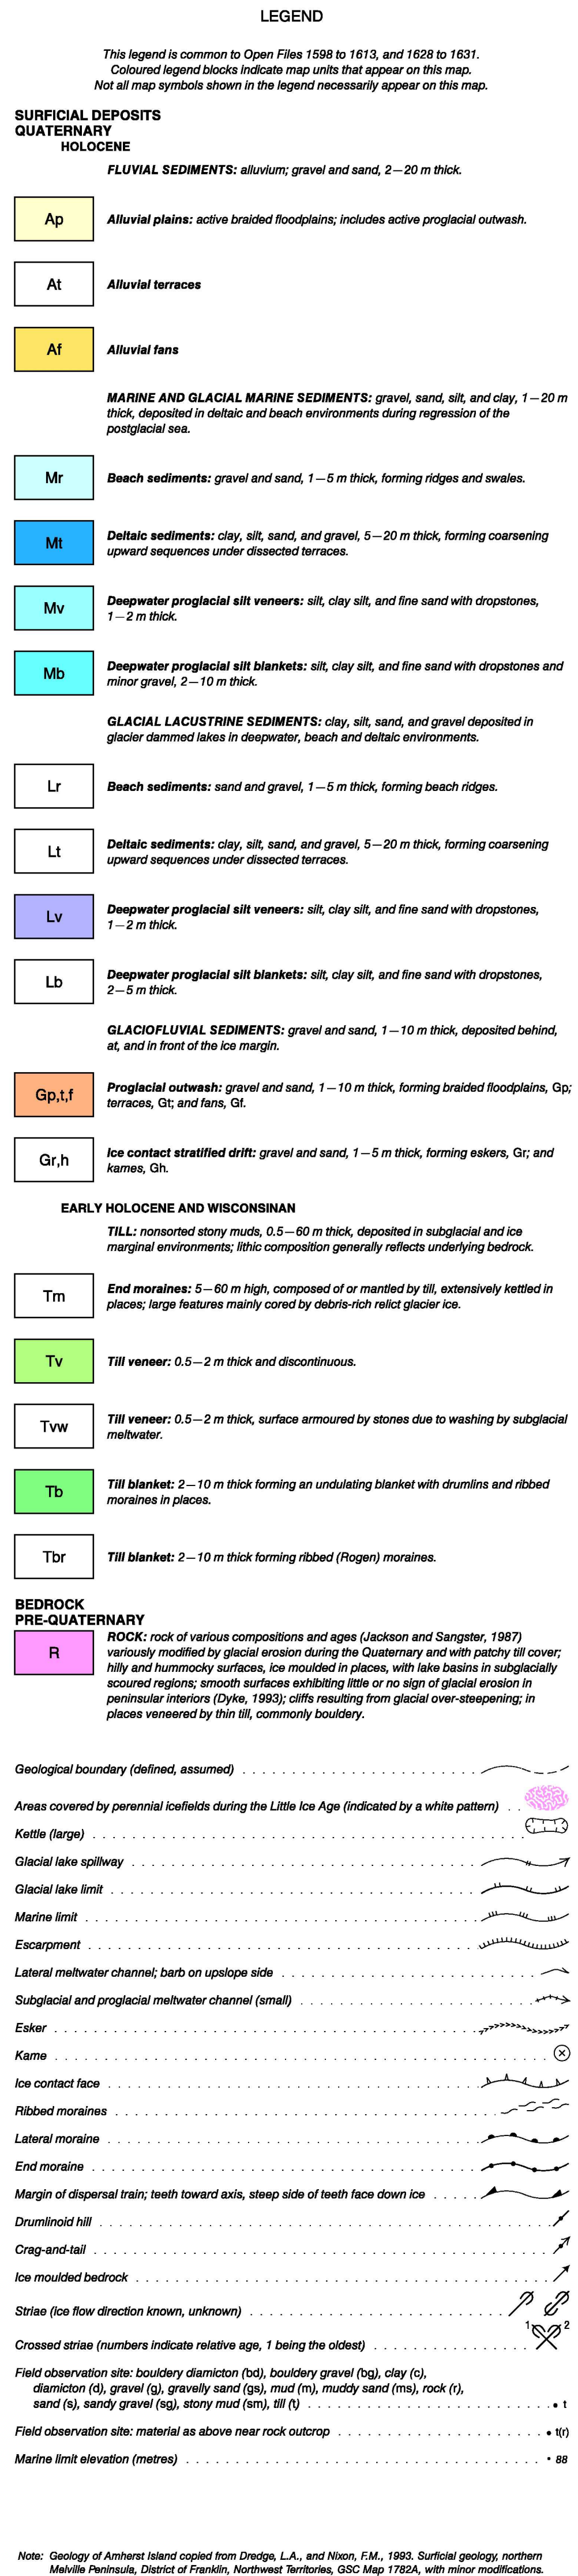 LEGEND
This legend is common to Open Files 1598 to 1613, and 1628 to 1631.
Coloured legend blocks indicate map units that appear on this map.
Not all map symbols shown in the legend necessarily appear on this map.
SURFICIAL DEPOSITS
QUATERNARY
HOLOCENE
FLUVIAL SEDIMENTS: alluvium; gravel and sand, 2—20 m thick.
Ap
Alluvial plains: active braided floodplains; includes active proglacial outwash.
At
Alluvial terraces
Af
Alluvial fans
MARINE AND GLACIAL MARINE SEDIMENTS: gravel, sand, silt, and clay, 1—20 m
thick, deposited in deltaic and beach environments during regression of the
postglacial sea.
Mr
Beach sediments: gravel and sand, 1—5 m thick, forming ridges and swales.
Mt
Deltaic sediments: clay, silt, sand, and gravel, 5—20 m thick, forming coarsening
upward sequences under dissected terraces.
Mv
Deepwater proglacial silt veneers: silt, clay silt, and fine sand with dropstones,
1—2 m thick.
Mb
Deepwater proglacial silt blankets: silt, clay silt, and fine sand with dropstones and
minor gravel, 2—10 m thick.
GLACIAL LACUSTRINE SEDIMENTS: clay, silt, sand, and gravel deposited in
glacier dammed lakes in deepwater, beach and deltaic environments.
Lr
Beach sediments: sand and gravel, 1—5 m thick, forming beach ridges.
Lt
Deltaic sediments: clay, silt, sand, and gravel, 5—20 m thick, forming coarsening
upward sequences under dissected terraces.
Lv
Deepwater proglacial silt veneers: silt, clay silt, and fine sand with dropstones,
1—2 m thick.
Lb
Deepwater proglacial silt blankets: silt, clay silt, and fine sand with dropstones,
2—5 m thick.
GLACIOFLUVIAL SEDIMENTS: gravel and sand, 1—10 m thick, deposited behind,
at, and in front of the ice margin.
Gp,t,f
Proglacial outwash: gravel and sand, 1—10 m thick, forming braided floodplains, Gp;
terraces, Gt; and fans, Gf.
Gr,h
Ice contact stratified drift: gravel and sand, 1—5 m thick, forming eskers, Gr; and
kames, Gh.
EARLY HOLOCENE AND WISCONSINAN
TILL: nonsorted stony muds, 0.5—60 m thick, deposited in subglacial and ice
marginal environments; lithic composition generally reflects underlying bedrock.
Tm
End moraines: 5—60 m high, composed of or mantled by till, extensively kettled in
places; large features mainly cored by debris-rich relict glacier ice.
Tv
Till veneer: 0.5—2 m thick and discontinuous.
Tvw
Till veneer: 0.5—2 m thick, surface armoured by stones due to washing by subglacial
meltwater.
Tb
Till blanket: 2—10 m thick forming an undulating blanket with drumlins and ribbed
moraines in places.
Tbr
Till blanket: 2—10 m thick forming ribbed (Rogen) moraines.
BEDROCK
PRE-QUATERNARY
R
ROCK: rock of various compositions and ages (Jackson and Sangster, 1987)
variously modified by glacial erosion during the Quaternary and with patchy till cover;
hilly and hummocky surfaces, ice moulded in places, with lake basins in subglacially
scoured regions; smooth surfaces exhibiting little or no sign of glacial erosion in
peninsular interiors (Dyke, 1993); cliffs resulting from glacial over-steepening; in
places veneered by thin till, commonly bouldery.
Geological boundary (defined, assumed)
Areas covered by perennial icefields during the Little Ice Age (indicated by a white pattern)
Kettle (large)
Glacial lake spillway
Glacial lake limit
Marine limit
Escarpment
Lateral meltwater channel; barb on upslope side
Subglacial and proglacial meltwater channel (small)
Esker
Kame
Ice contact face
Ribbed moraines
Lateral moraine
End moraine
Margin of dispersal train; teeth toward axis, steep side of teeth face down ice
Drumlinoid hill
Crag-and-tail
Ice moulded bedrock
Striae (ice flow direction known, unknown)
Crossed striae (numbers indicate relative age, 1 being the oldest) 1 2
Field observation site: bouldery diamicton (bd), bouldery gravel (bg), clay (c),
diamicton (d), gravel (g), gravelly sand (gs), mud (m), muddy sand (ms), rock (r),
sand (s), sandy gravel (sg), stony mud (sm), till (t) t
Field observation site: material as above near rock outcrop t(r)
Marine limit elevation (metres) 88
Note: Geology of Amherst Island copied from Dredge, L.A., and Nixon, F.M., 1993. Surficial geology, northern
Melville Peninsula, District of Franklin, Northwest Territories, GSC Map 1782A, with minor modifications.